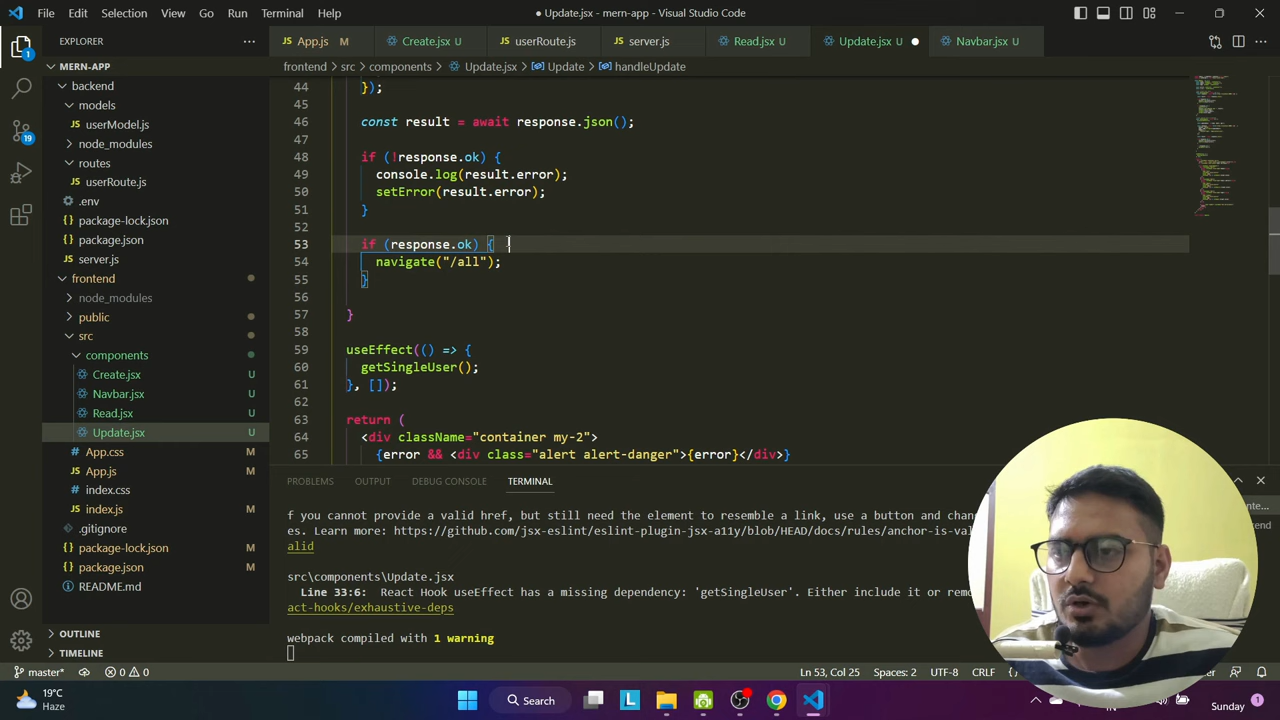 File Edit Selection View Go Run Terminal Help
● Update.jsx - mern-app - Visual Studio Code
EXPLORER
App.js M
Create.jsx U
userRoute.js
server.js
Read.jsx U
Update.jsx U
Navbar.jsx U
frontend > src > components > Update.jsx > Update > handleUpdate
MERN-APP
backend
models
userModel.js
node_modules
routes
userRoute.js
.env
package-lock.json
package.json
server.js
frontend
node_modules
public
src
components
Create.jsx U
Navbar.jsx U
Read.jsx U
Update.jsx U
App.css M
App.js M
index.css
index.js M
.gitignore
package-lock.json M
package.json M
README.md
OUTLINE
TIMELINE
1
19
44 });
45
46 const result = await response.json();
47
48 if (!response.ok) {
49 console.log(result.error);
50 setError(result.error);
51 }
52
53 if (response.ok) {
54 navigate("/all");
55 }
56
57 }
58
59 useEffect(() => {
60 getSingleUser();
61 }, []);
62
63 return (
64 <div className="container my-2">
65 {error && <div class="alert alert-danger">{error}</div>}
PROBLEMS OUTPUT DEBUG CONSOLE TERMINAL
f you cannot provide a valid href, but still need the element to resemble a link, use a button and chan
es. Learn more: https://github.com/jsx-eslint/eslint-plugin-jsx-a11y/blob/HEAD/docs/rules/anchor-is-va
alid
src\components\Update.jsx
Line 33:6: React Hook useEffect has a missing dependency: 'getSingleUser'. Either include it or remo
act-hooks/exhaustive-deps
webpack compiled with 1 warning
master* 0 0
Ln 53, Col 25 Spaces: 2 UTF-8 CRLF
19°C
Haze
Search
Sunday
1